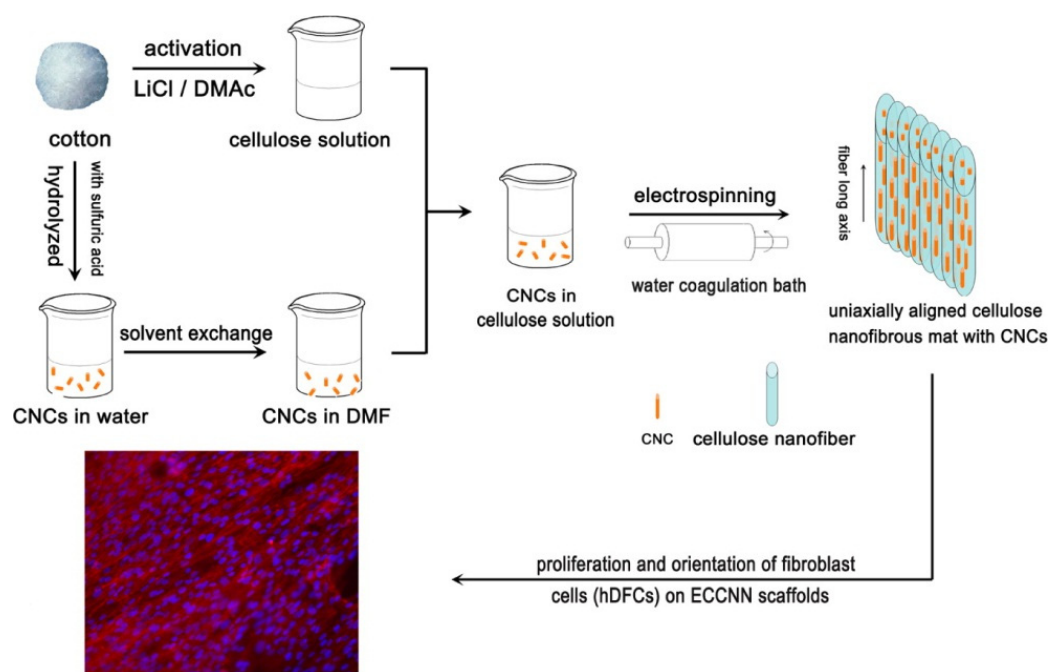 activation
LiCl / DMAc
cotton
cellulose solution
hydrolyzed
with sulfuric acid
CNCs in water
solvent exchange
CNCs in DMF
CNCs in
cellulose solution
electrospinning
water coagulation bath
fiber long axis
uniaxially aligned cellulose
nanofibrous mat with CNCs
CNC
cellulose nanofiber
proliferation and orientation of fibroblast
cells (hDFCs) on ECCNN scaffolds